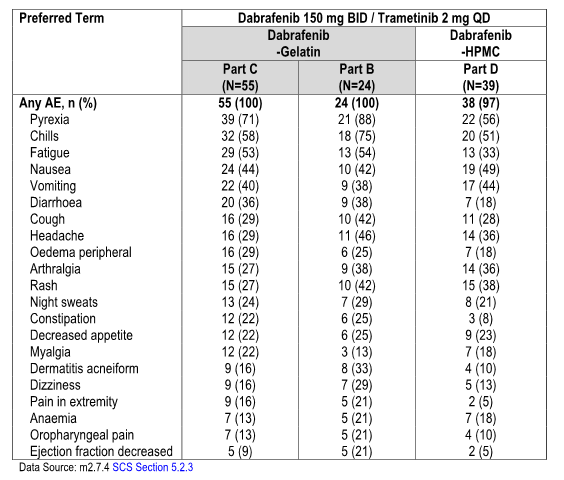 Preferred Term Dabrafenib 150 mg BID / Trametinib 2 mg QD
Dabrafenib -Gelatin Dabrafenib -HPMC
Part C (N=55) Part B (N=24) Part D (N=39)
Any AE, n (%) 55 (100) 24 (100) 38 (97)
Pyrexia 39 (71) 21 (88) 22 (56)
Chills 32 (58) 18 (75) 20 (51)
Fatigue 29 (53) 13 (54) 13 (33)
Nausea 24 (44) 10 (42) 19 (49)
Vomiting 22 (40) 9 (38) 17 (44)
Diarrhoea 20 (36) 9 (38) 7 (18)
Cough 16 (29) 10 (42) 11 (28)
Headache 16 (29) 11 (46) 14 (36)
Oedema peripheral 16 (29) 6 (25) 7 (18)
Arthralgia 15 (27) 9 (38) 14 (36)
Rash 15 (27) 10 (42) 15 (38)
Night sweats 13 (24) 7 (29) 8 (21)
Constipation 12 (22) 6 (25) 3 (8)
Decreased appetite 12 (22) 6 (25) 9 (23)
Myalgia 12 (22) 3 (13) 7 (18)
Dermatitis acneiform 9 (16) 8 (33) 4 (10)
Dizziness 9 (16) 7 (29) 5 (13)
Pain in extremity 9 (16) 5 (21) 2 (5)
Anaemia 7 (13) 5 (21) 7 (18)
Oropharyngeal pain 7 (13) 5 (21) 4 (10)
Ejection fraction decreased 5 (9) 5 (21) 2 (5)
Data Source: m2.7.4 SCS Section 5.2.3